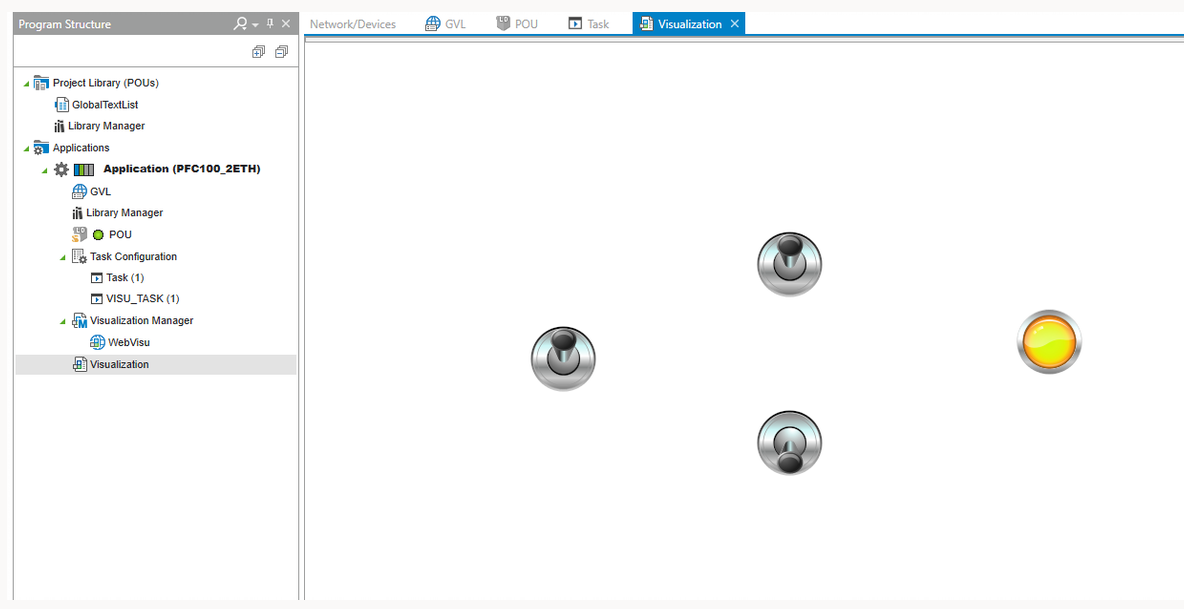 Program Structure
Network/Devices
GVL
POU
Task
Visualization
Project Library (POUs)
GlobalTextList
Library Manager
Applications
Application (PFC100_2ETH)
GVL
Library Manager
POU
Task Configuration
Task (1)
VISU_TASK (1)
Visualization Manager
WebVisu
Visualization